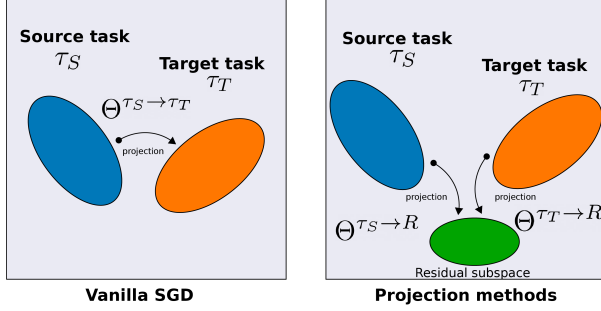 Source task
τ_S
Target task
τ_T
Θ^{τ_S→τ_T}
projection
Vanilla SGD
Source task
τ_S
Target task
τ_T
projection
projection
Θ^{τ_S→R}
Θ^{τ_T→R}
Residual subspace
Projection methods